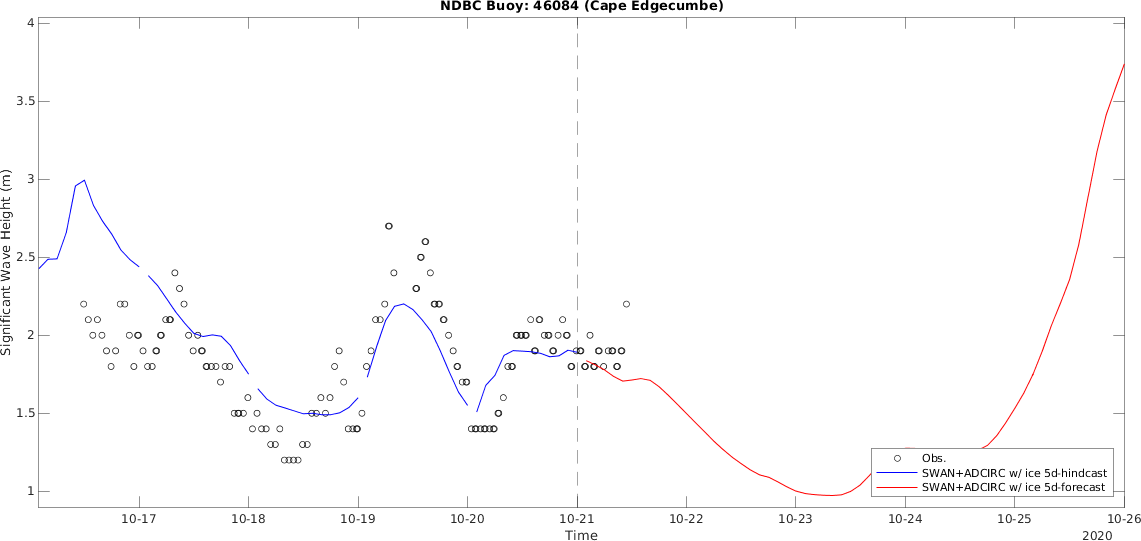 NDBC Buoy: 46084 (Cape Edgecumbe)
4
3.5
3
2.5
2
1.5
1
Significant Wave Height (m)
Obs.
SWAN+ADCIRC w/ ice 5d-hindcast
SWAN+ADCIRC w/ ice 5d-forecast
10-17 10-18 10-19 10-20 10-21 10-22 10-23 10-24 10-25 10-26
Time
2020